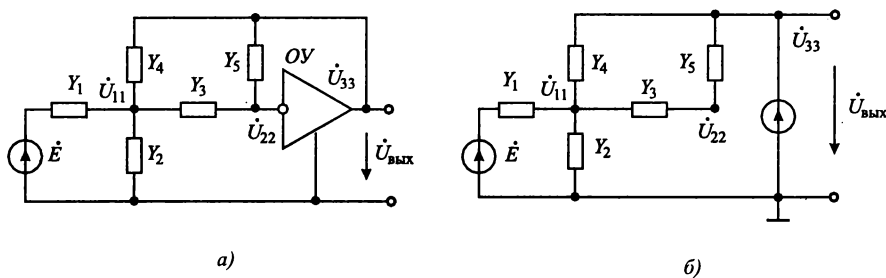 Y₄
Y₅
ОУ
U̇₃₃
Y₁
U̇₁₁
Y₃
U̇₂₂
Ė
Y₂
U̇вых
а)
Y₄
Y₅
U̇₃₃
Y₁
U̇₁₁
Y₃
U̇₂₂
Ė
Y₂
U̇вых
б)